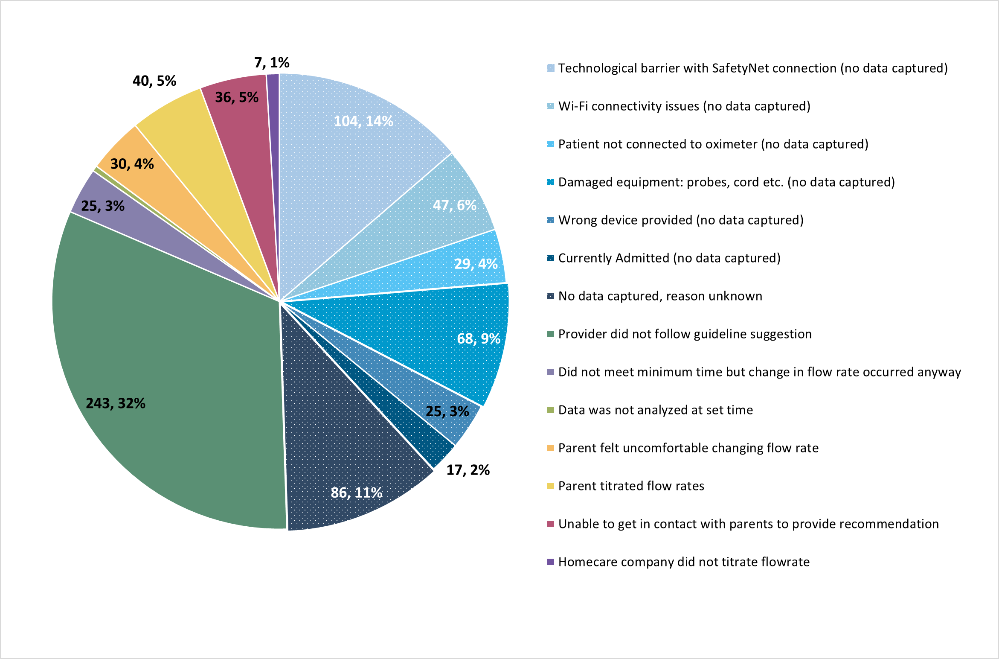 7, 1%
40, 5%
36, 5%
104, 14%
30, 4%
47, 6%
25, 3%
29, 4%
68, 9%
243, 32%
25, 3%
17, 2%
86, 11%
Technological barrier with SafetyNet connection (no data captured)
Wi-Fi connectivity issues (no data captured)
Patient not connected to oximeter (no data captured)
Damaged equipment: probes, cord etc. (no data captured)
Wrong device provided (no data captured)
Currently Admitted (no data captured)
No data captured, reason unknown
Provider did not follow guideline suggestion
Did not meet minimum time but change in flow rate occurred anyway
Data was not analyzed at set time
Parent felt uncomfortable changing flow rate
Parent titrated flow rates
Unable to get in contact with parents to provide recommendation
Homecare company did not titrate flowrate